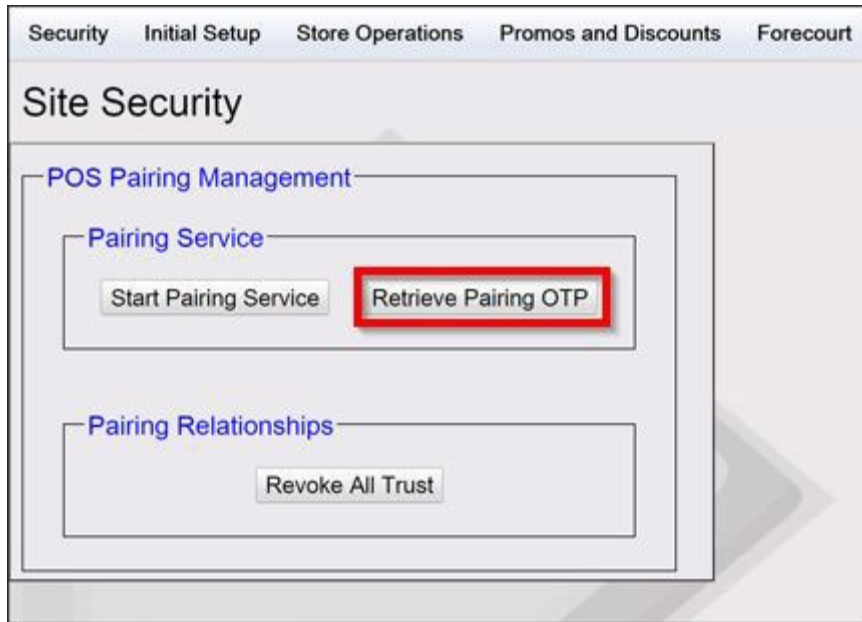 Security Initial Setup Store Operations Promos and Discounts Forecourt
Site Security
POS Pairing Management
Pairing Service
Start Pairing Service Retrieve Pairing OTP
Pairing Relationships
Revoke All Trust